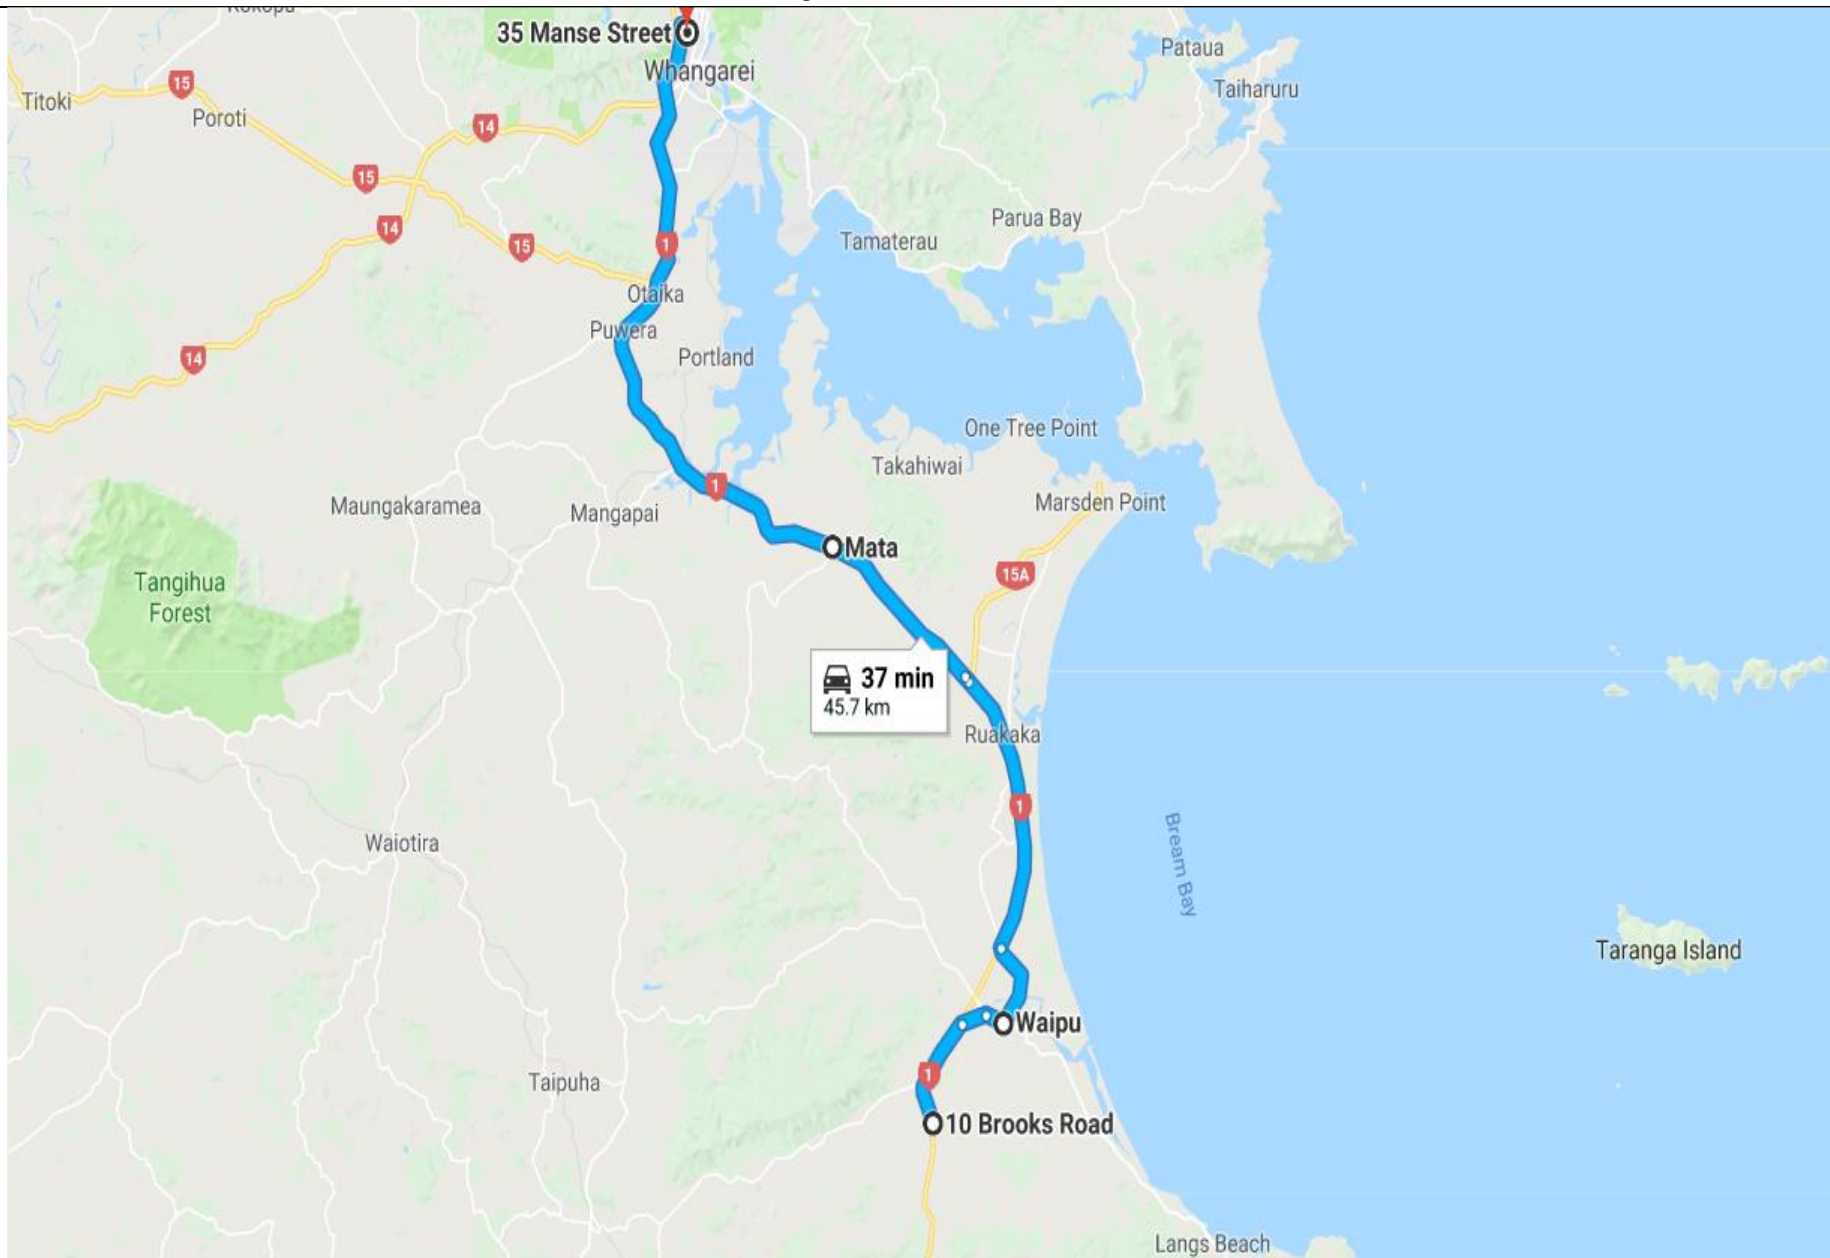 35 Manse Street
Whangarei
Pataua
Taiharuru
Titoki
15
Poroti
14
15
14
15
1
Parua Bay
Tamaterau
Otaika
Puwera
Portland
14
One Tree Point
Takahiwai
Marsden Point
1
Maungakaramea
Mangapai
Mata
15A
Tangihua
Forest
37 min
45.7 km
Ruakaka
1
Waiotira
Bream Bay
Taranga Island
Waipu
1
Taipuha
10 Brooks Road
Langs Beach